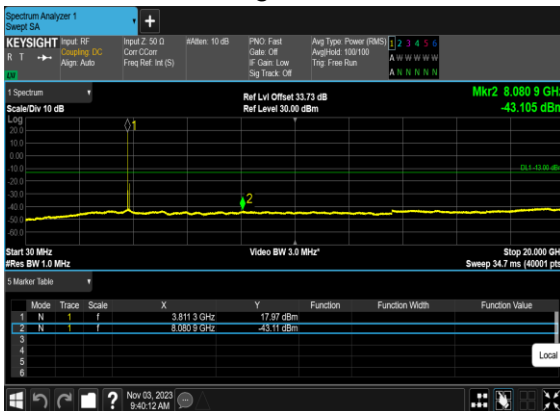 Spectrum Analyzer 1
Swept SA
KEYSIGHT Input: RF Input Z: 50 Ω #Atten: 10 dB PNO: Fast Avg Type: Power (RMS) 1 2 3 4 5 6
R T Coupling: DC Corr CCorr Gate: Off Avg|Hold: 100/100 A W W W W W
Align: Auto Freq Ref: Int (S) IF Gain: Low Trig: Free Run
LV Sig Track: Off A N N N N N
1 Spectrum Ref Lvl Offset 33.73 dB Mkr2 8.080 9 GHz
Scale/Div 10 dB Ref Level 30.00 dBm -43.105 dBm
Log
20.0 1
10.0
0.00
-10.0 DL1 -13.00 dBm
-20.0
-30.0
-40.0 2
-50.0
-60.0
Start 30 MHz Video BW 3.0 MHz* Stop 20.000 GHz
#Res BW 1.0 MHz Sweep 34.7 ms (40001 pts)
5 Marker Table
Mode Trace Scale X Y Function Function Width Function Value
1 N 1 f 3.811 3 GHz 17.97 dBm
2 N 1 f 8.080 9 GHz -43.11 dBm
3
4
5
6
Local
? Nov 03, 2023
9:40:12 AM